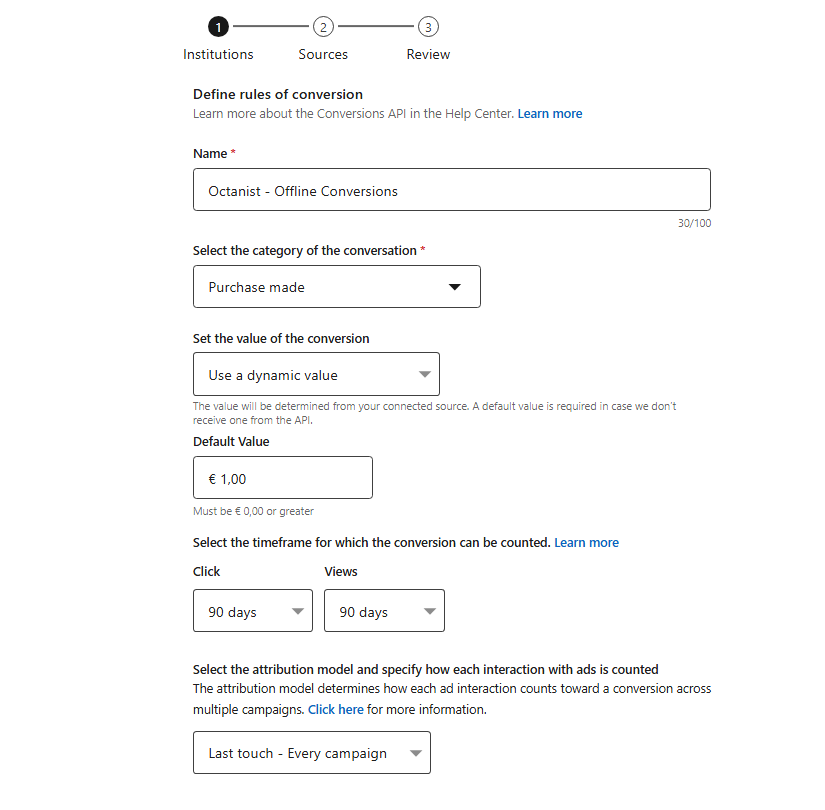 1 2 3
Institutions Sources Review
Define rules of conversion
Learn more about the Conversions API in the Help Center. Learn more
Name *
Octanist - Offline Conversions
30/100
Select the category of the conversation *
Purchase made
Set the value of the conversion
Use a dynamic value
The value will be determined from your connected source. A default value is required in case we don't
receive one from the API.
Default Value
€ 1,00
Must be € 0,00 or greater
Select the timeframe for which the conversion can be counted. Learn more
Click Views
90 days 90 days
Select the attribution model and specify how each interaction with ads is counted
The attribution model determines how each ad interaction counts toward a conversion across
multiple campaigns. Click here for more information.
Last touch - Every campaign